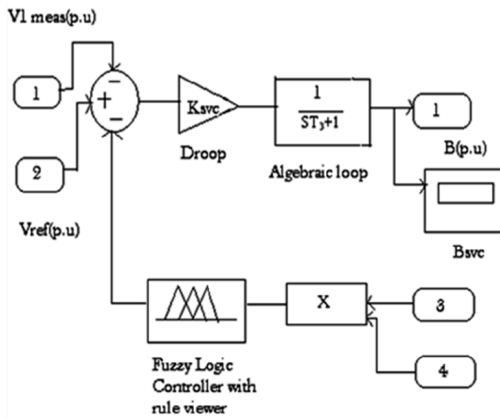 V1 meas(p.u)
1
−
+
−
2
Vref(p.u)
Ksvc
Droop
1
ST₃+1
Algebraic loop
1
B(p.u)
Bsvc
Fuzzy Logic
Controller with
rule viewer
X
3
4